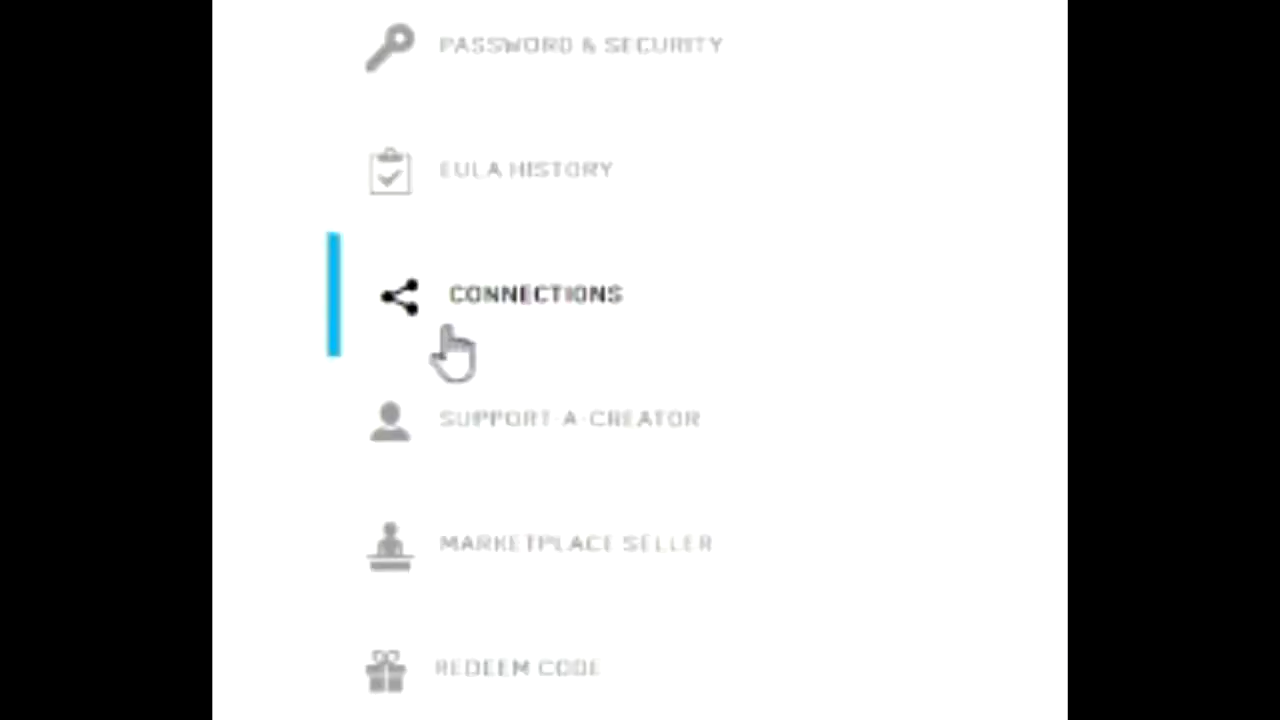 PASSWORD & SECURITY
EULA HISTORY
CONNECTIONS
SUPPORT-A-CREATOR
MARKETPLACE SELLER
REDEEM CODE